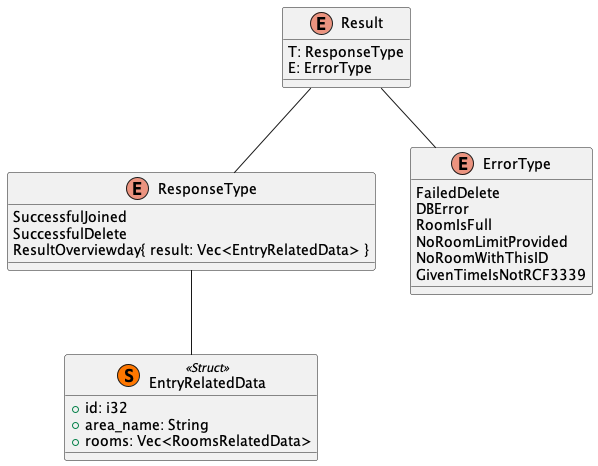 E Result
T: ResponseType
E: ErrorType
E ResponseType
SuccessfulJoined
SuccessfulDelete
ResultOverviewday{ result: Vec<EntryRelatedData> }
E ErrorType
FailedDelete
DBError
RoomIsFull
NoRoomLimitProvided
NoRoomWithThisID
GivenTimeIsNotRCF3339
«Struct»
S EntryRelatedData
id: i32
area_name: String
rooms: Vec<RoomsRelatedData>